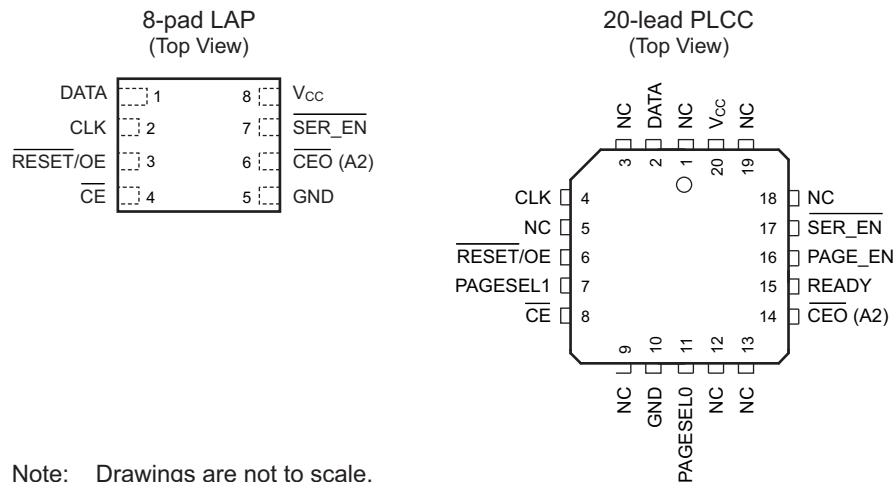 8-pad LAP
(Top View)
DATA 1 8 VCC
CLK 2 7 SER_EN
RESET/OE 3 6 CEO (A2)
CE 4 5 GND
20-lead PLCC
(Top View)
NC DATA NC VCC NC
3 2 1 20 19
CLK 4 18 NC
NC 5 17 SER_EN
RESET/OE 6 16 PAGE_EN
PAGESEL1 7 15 READY
CE 8 14 CEO (A2)
9 10 11 12 13
NC GND PAGESEL0 NC NC
Note: Drawings are not to scale.